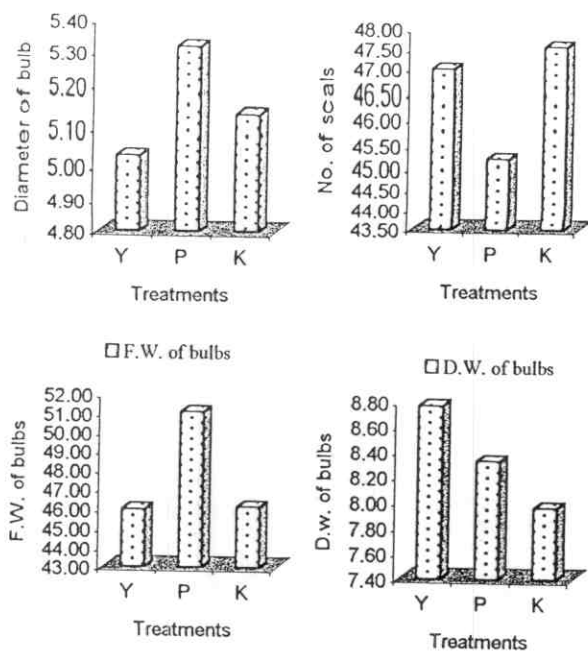 Diameter of bulb
5.40
5.30
5.20
5.10
5.00
4.90
4.80
Y P K
Treatments
No. of scals
48.00
47.50
47.00
46.50
46.00
45.50
45.00
44.50
44.00
43.50
Y P K
Treatments
F.W. of bulbs
F.W. of bulbs
52.00
51.00
50.00
49.00
48.00
47.00
46.00
45.00
44.00
43.00
Y P K
Treatments
D.W. of bulbs
D.w. of bulbs
8.80
8.60
8.40
8.20
8.00
7.80
7.60
7.40
Y P K
Treatments